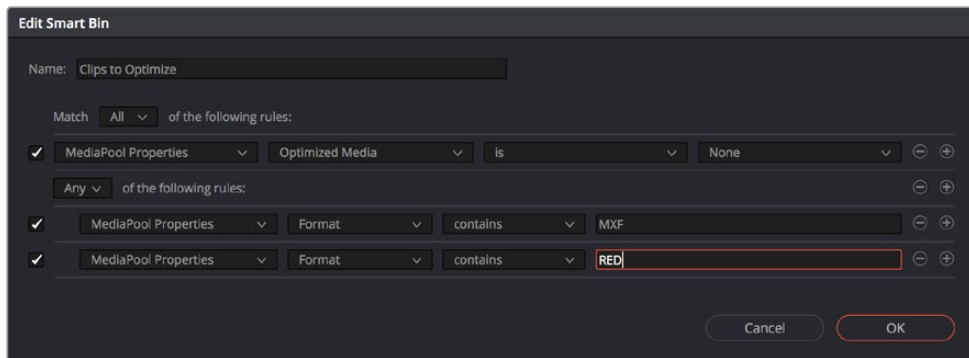 Edit Smart Bin
Name: Clips to Optimize
Match All of the following rules:
MediaPool Properties Optimized Media is None
Any of the following rules:
MediaPool Properties Format contains MXF
MediaPool Properties Format contains RED
Cancel OK